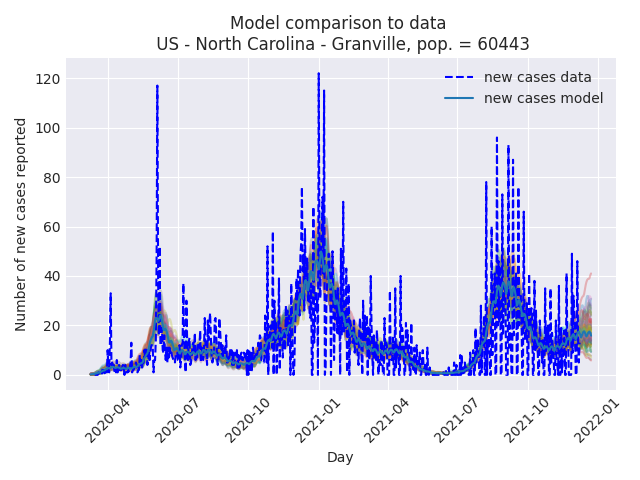 Model comparison to data
US - North Carolina - Granville, pop. = 60443
new cases data
new cases model
Number of new cases reported
120
100
80
60
40
20
0
2020-04
2020-07
2020-10
2021-01
2021-04
2021-07
2021-10
2022-01
Day